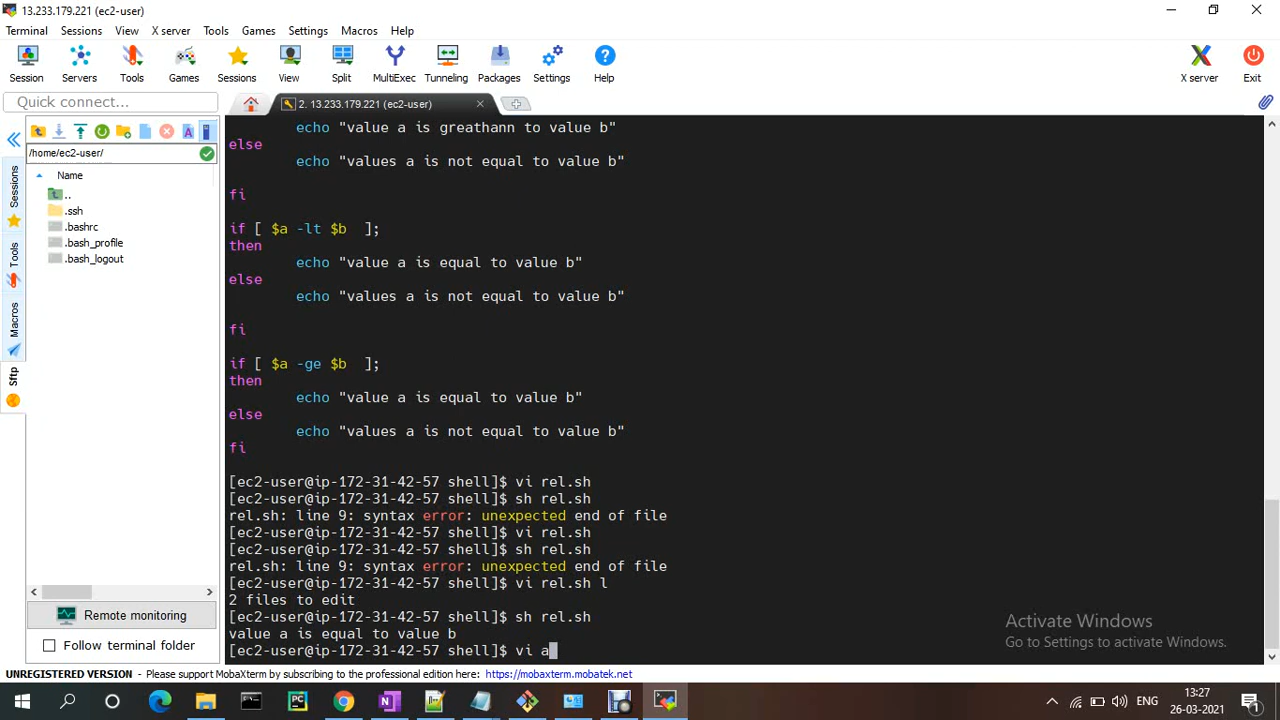 13.233.179.221 (ec2-user)
Terminal Sessions View X server Tools Games Settings Macros Help
Session Servers Tools Games Sessions View Split MultiExec Tunneling Packages Settings Help X server Exit
Quick connect...
2. 13.233.179.221 (ec2-user)
/home/ec2-user/
Name
..
.ssh
.bashrc
.bash_profile
.bash_logout
Sessions
Tools
Macros
Sftp
echo "value a is greathann to value b"
else
echo "values a is not equal to value b"
fi
if [ $a -lt $b ];
then
echo "value a is equal to value b"
else
echo "values a is not equal to value b"
fi
if [ $a -ge $b ];
then
echo "value a is equal to value b"
else
echo "values a is not equal to value b"
fi
[ec2-user@ip-172-31-42-57 shell]$ vi rel.sh
[ec2-user@ip-172-31-42-57 shell]$ sh rel.sh
rel.sh: line 9: syntax error: unexpected end of file
[ec2-user@ip-172-31-42-57 shell]$ vi rel.sh
[ec2-user@ip-172-31-42-57 shell]$ sh rel.sh
rel.sh: line 9: syntax error: unexpected end of file
[ec2-user@ip-172-31-42-57 shell]$ vi rel.sh l
2 files to edit
[ec2-user@ip-172-31-42-57 shell]$ sh rel.sh
value a is equal to value b
[ec2-user@ip-172-31-42-57 shell]$ vi a
Remote monitoring
Follow terminal folder
Activate Windows
Go to Settings to activate Windows.
UNREGISTERED VERSION - Please support MobaXterm by subscribing to the professional edition here: https://mobaxterm.mobatek.net
ENG
13:27
26-03-2021
1